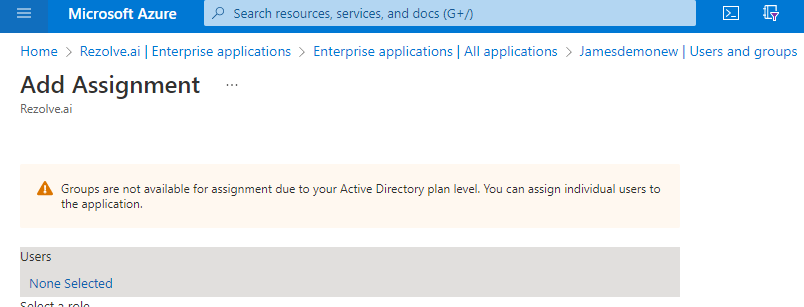 Microsoft Azure
Search resources, services, and docs (G+/)
Home > Rezolve.ai | Enterprise applications > Enterprise applications | All applications > Jamesdemonew | Users and groups
Add Assignment ...
Rezolve.ai
Groups are not available for assignment due to your Active Directory plan level. You can assign individual users to
the application.
Users
None Selected
Select a role